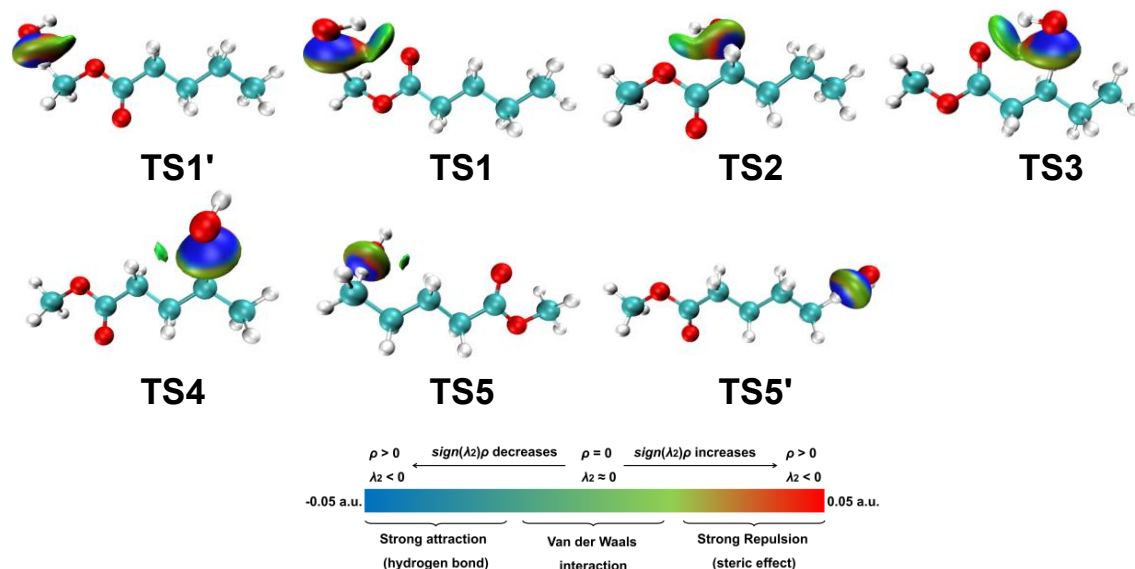 TS1' TS1 TS2 TS3
TS4 TS5 TS5'
ρ > 0 sign(λ₂)ρ decreases ρ = 0 sign(λ₂)ρ increases ρ > 0
λ₂ < 0 λ₂ ≈ 0 λ₂ < 0
-0.05 a.u. 0.05 a.u.
Strong attraction Van der Waals Strong Repulsion
(hydrogen bond) interaction (steric effect)